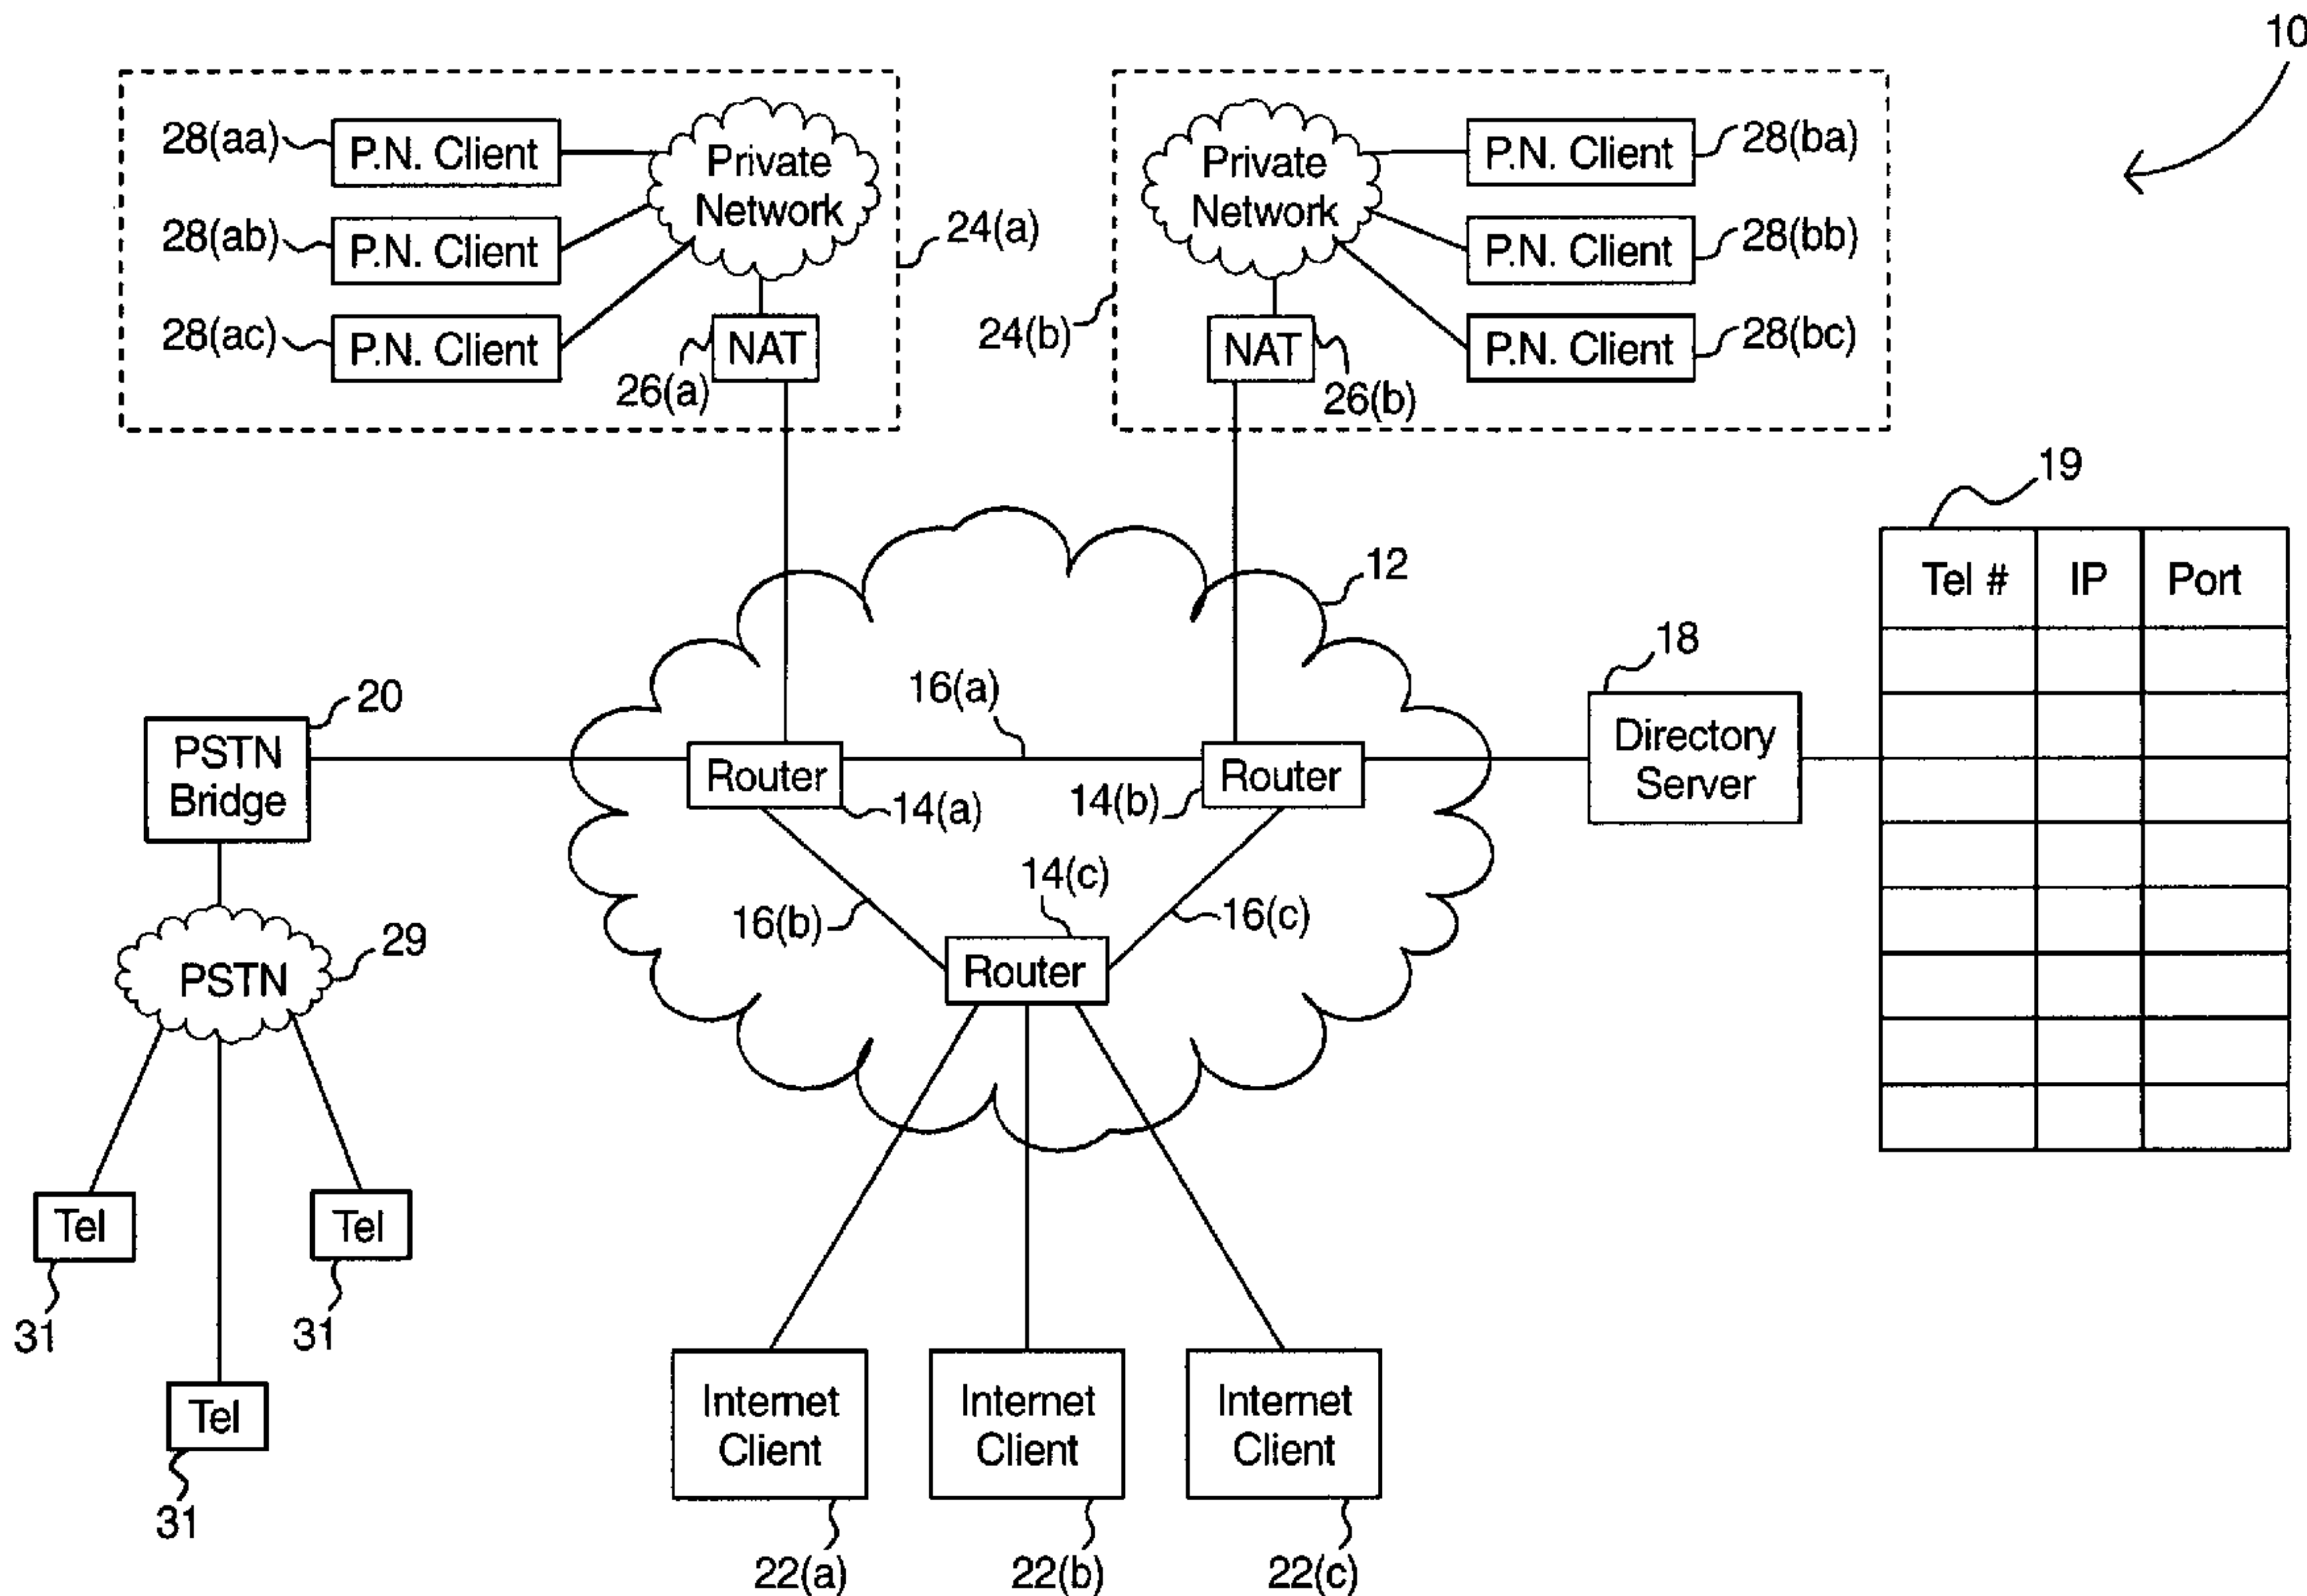 10
28(aa)
P.N. Client
28(ab)
P.N. Client
28(ac)
P.N. Client
Private
Network
24(a)
NAT
26(a)
Private
Network
P.N. Client
28(ba)
P.N. Client
28(bb)
P.N. Client
28(bc)
24(b)
NAT
26(b)
19
Tel #
IP
Port
12
18
Directory
Server
20
PSTN
Bridge
16(a)
Router
14(a)
14(b)
Router
14(c)
16(b)
16(c)
Router
29
PSTN
Tel
31
Tel
31
Tel
31
Internet
Client
22(a)
Internet
Client
22(b)
Internet
Client
22(c)